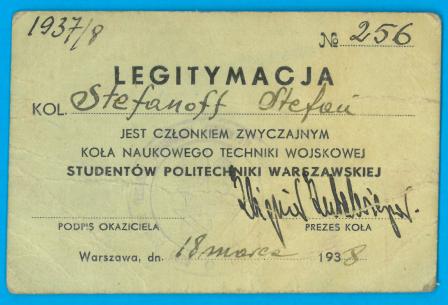 1937/8
№ 256
LEGITYMACJA
KOL. Stefanoff Stefan
JEST CZŁONKIEM ZWYCZAJNYM
KOŁA NAUKOWEGO TECHNIKI WOJSKOWEJ
STUDENTÓW POLITECHNIKI WARSZAWSKIEJ
Zbigniew
PODPIS OKAZICIELA PREZES KOŁA
Warszawa, dn. 18 marca 1938